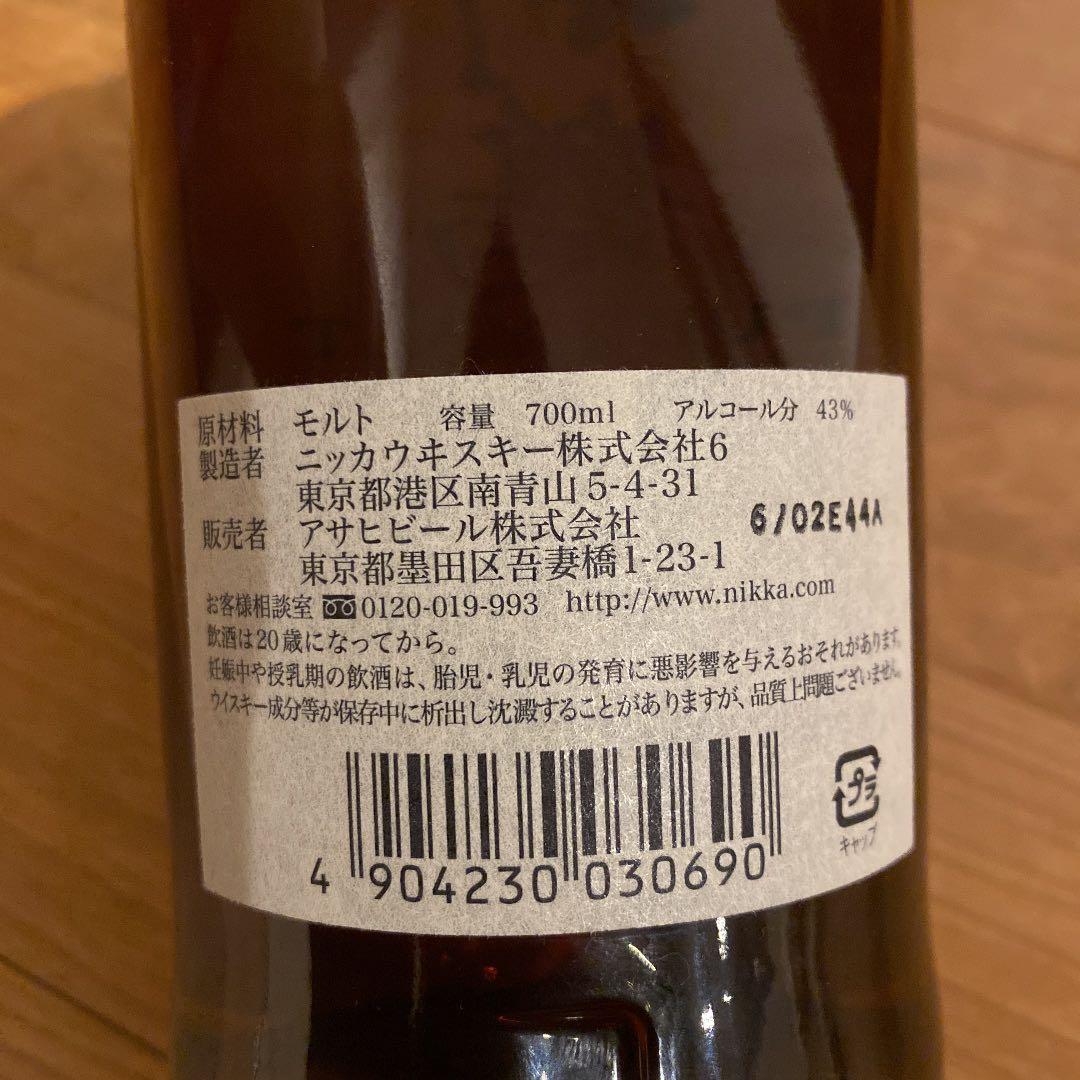 原材料 モルト 容量 700ml アルコール分 43%
製造者 ニッカウヰスキー株式会社6
東京都港区南青山5-4-31
販売者 アサヒビール株式会社
6/02E44A
東京都墨田区吾妻橋1-23-1
お客様相談室 0120-019-993 http://www.nikka.com
飲酒は20歳になってから。
妊娠中や授乳期の飲酒は、胎児・乳児の発育に悪影響を与えるおそれがあります。
ウイスキー成分等が保存中に析出し沈澱することがありますが、品質上問題ございません。
プラ
キャップ
4 904230 030690